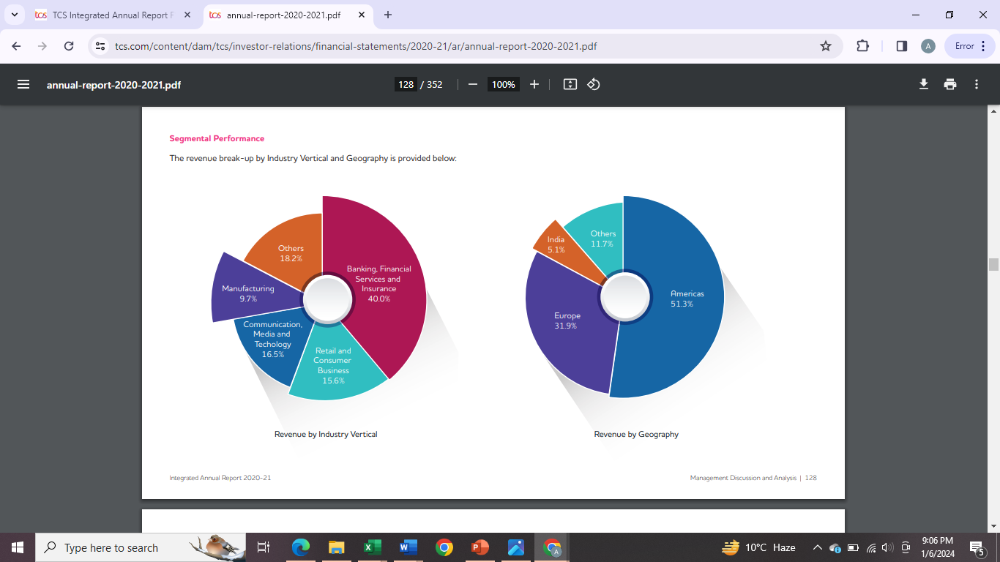 tcs TCS Integrated Annual Report F
tcs annual-report-2020-2021.pdf
tcs.com/content/dam/tcs/investor-relations/financial-statements/2020-21/ar/annual-report-2020-2021.pdf
A
Error
annual-report-2020-2021.pdf
128 / 352
100%
Segmental Performance
The revenue break-up by Industry Vertical and Geography is provided below:
Others
18.2%
Banking, Financial
Services and
Insurance
40.0%
Manufacturing
9.7%
Communication,
Media and
Techology
16.5%
Retail and
Consumer
Business
15.6%
Revenue by Industry Vertical
India
5.1%
Others
11.7%
Americas
51.3%
Europe
31.9%
Revenue by Geography
Integrated Annual Report 2020-21
Management Discussion and Analysis | 128
Type here to search
10°C Haze
9:06 PM
1/6/2024
5